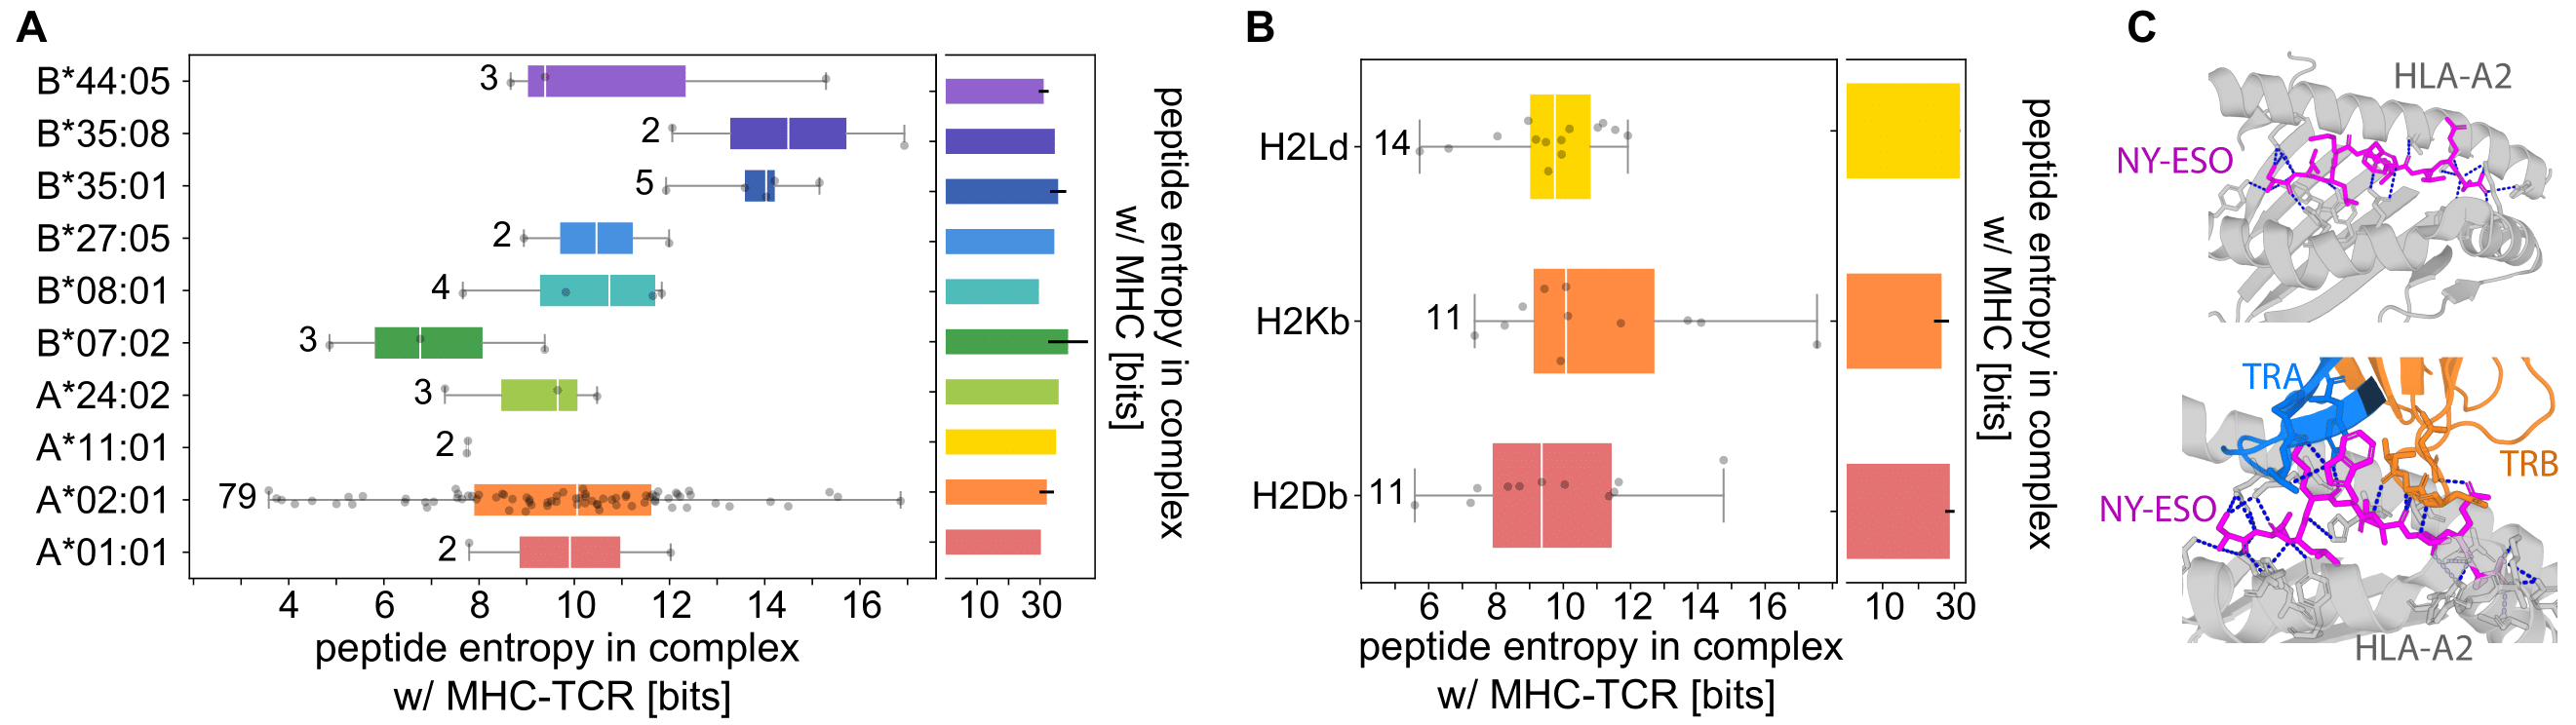 A
B*44:05
3
B*35:08
2
B*35:01
5
B*27:05
2
B*08:01
4
B*07:02
3
A*24:02
3
A*11:01
2
A*02:01
79
A*01:01
2
4 6 8 10 12 14 16
peptide entropy in complex
w/ MHC-TCR [bits]
10 30
peptide entropy in complex
w/ MHC [bits]
B
H2Ld
14
H2Kb
11
H2Db
11
6 8 10 12 14 16
peptide entropy in complex
w/ MHC-TCR [bits]
10 30
peptide entropy in complex
w/ MHC [bits]
C
HLA-A2
NY-ESO
TRA
TRB
NY-ESO
HLA-A2